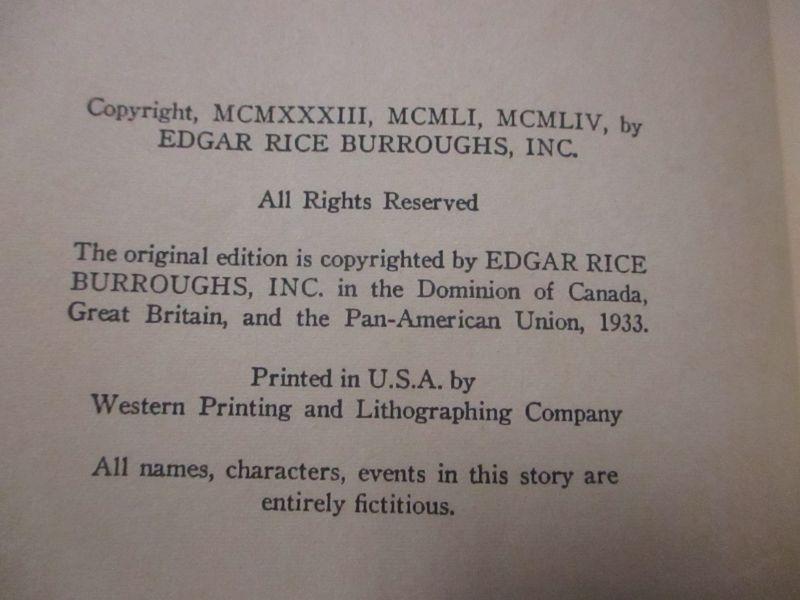 Copyright, MCMXXXIII, MCMLI, MCMLIV, by
EDGAR RICE BURROUGHS, INC.
All Rights Reserved
The original edition is copyrighted by EDGAR RICE
BURROUGHS, INC. in the Dominion of Canada,
Great Britain, and the Pan-American Union, 1933.
Printed in U.S.A. by
Western Printing and Lithographing Company
All names, characters, events in this story are
entirely fictitious.